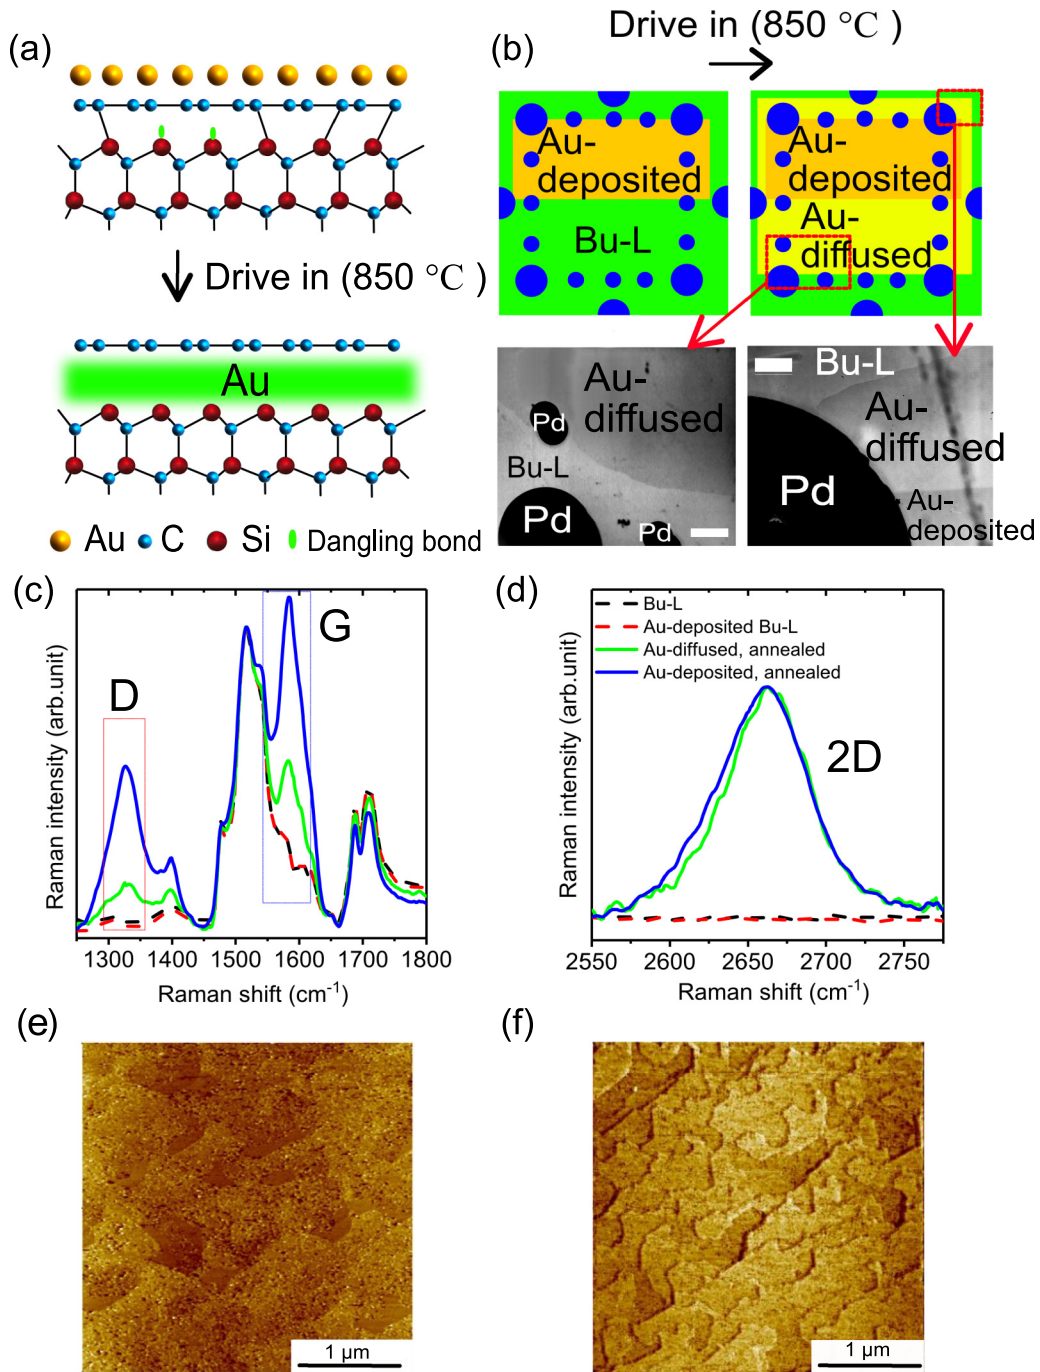 (a)
Drive in (850 °C )
Au
Au C Si Dangling bond
(b)
Drive in (850 °C )
Au-
deposited
Bu-L
Au-
deposited
Au-
diffused
Au-
diffused
Pd
Bu-L
Pd
Pd
Bu-L
Au-
diffused
Pd
Au-
deposited
(c)
D
G
Raman intensity (arb.unit)
1300 1400 1500 1600 1700 1800
Raman shift (cm-1)
(d)
Bu-L
Au-deposited Bu-L
Au-diffused, annealed
Au-deposited, annealed
2D
Raman intensity (arb.unit)
2550 2600 2650 2700 2750
Raman shift (cm-1)
(e)
1 µm
(f)
1 µm